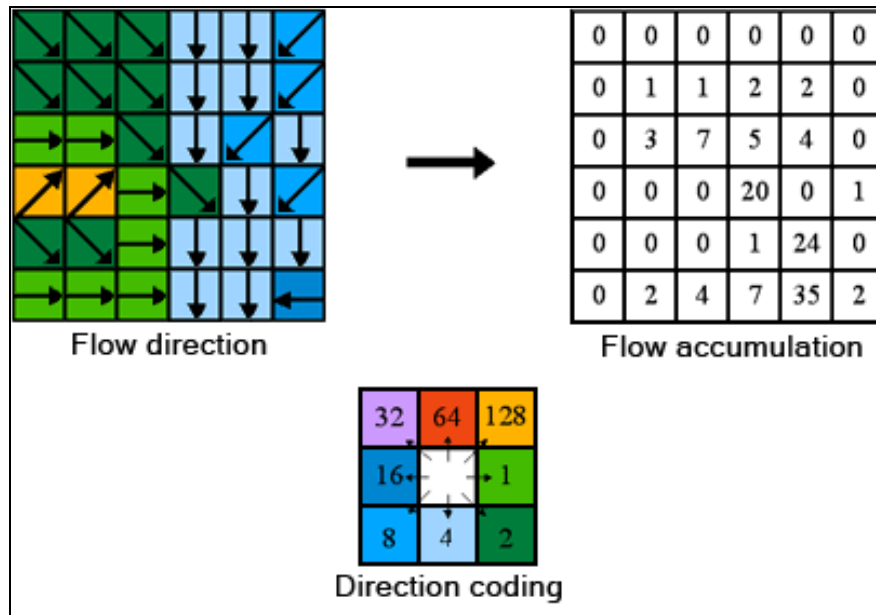 0 0 0 0 0 0
0 1 1 2 2 0
0 3 7 5 4 0
0 0 0 20 0 1
0 0 0 1 24 0
0 2 4 7 35 2
Flow direction
Flow accumulation
32 64 128
16 1
8 4 2
Direction coding